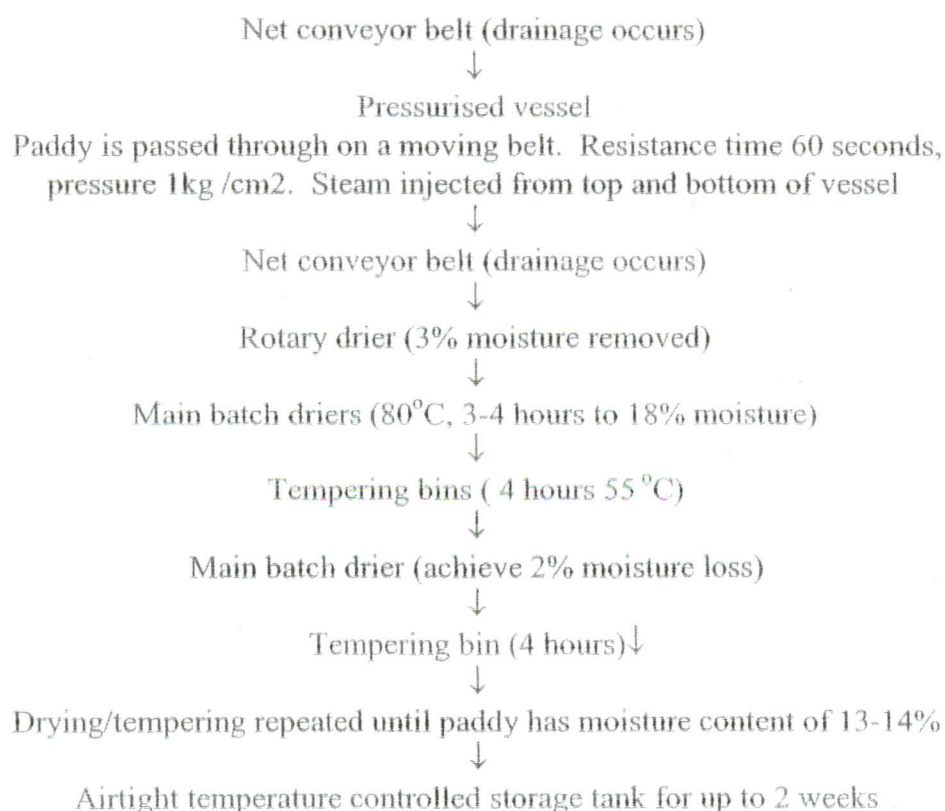 Net conveyor belt (drainage occurs)
↓
Pressurised vessel
Paddy is passed through on a moving belt. Resistance time 60 seconds,
pressure 1kg /cm2. Steam injected from top and bottom of vessel
↓
Net conveyor belt (drainage occurs)
↓
Rotary drier (3% moisture removed)
↓
Main batch driers (80°C, 3-4 hours to 18% moisture)
↓
Tempering bins ( 4 hours 55 °C)
↓
Main batch drier (achieve 2% moisture loss)
↓
Tempering bin (4 hours)↓
↓
Drying/tempering repeated until paddy has moisture content of 13-14%
↓
Airtight temperature controlled storage tank for up to 2 weeks